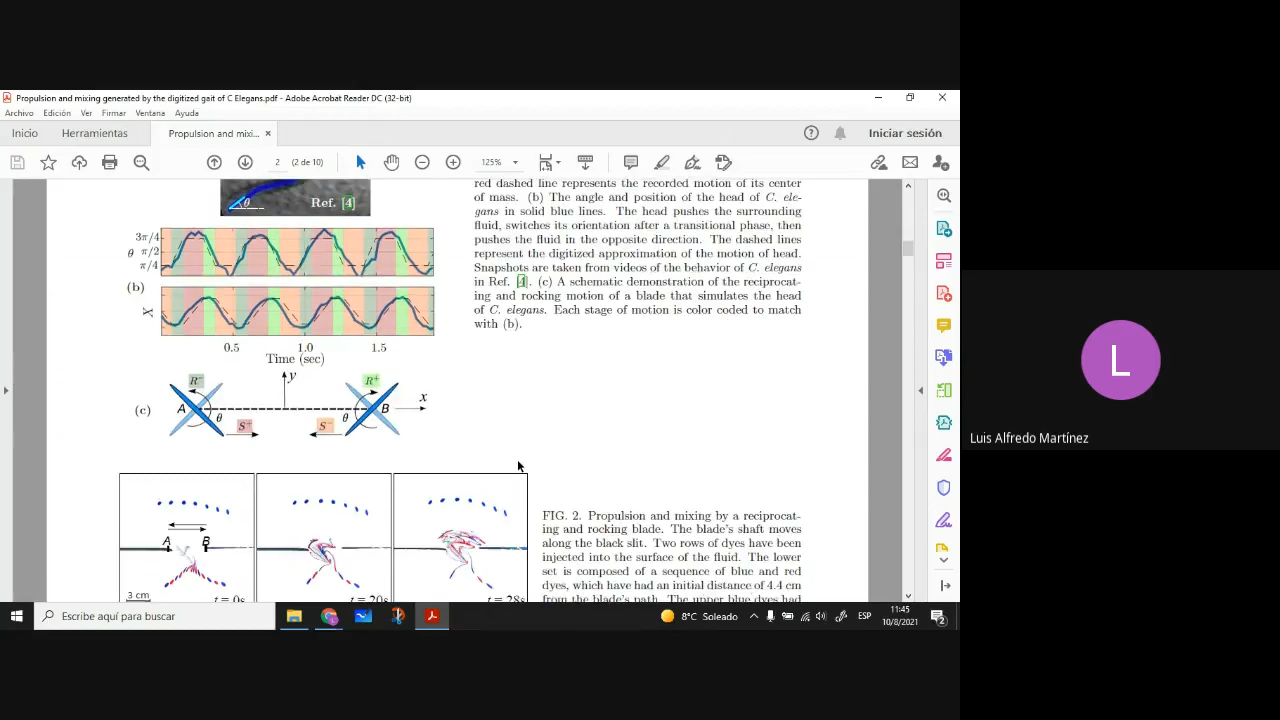 Propulsion and mixing generated by the digitized gait of C Elegans.pdf - Adobe Acrobat Reader DC (32-bit)
Archivo Edición Ver Firmar Ventana Ayuda
Inicio Herramientas Propulsion and mixi... × Iniciar sesión
2 (2 de 10) 125%
θ Ref. [4]
red dashed line represents the recorded motion of its center
of mass. (b) The angle and position of the head of C. ele-
gans in solid blue lines. The head pushes the surrounding
fluid, switches its orientation after a transitional phase, then
pushes the fluid in the opposite direction. The dashed lines
represent the digitized approximation of the motion of head.
Snapshots are taken from videos of the behavior of C. elegans
in Ref. [4]. (c) A schematic demonstration of the reciprocat-
ing and rocking motion of a blade that simulates the head
of C. elegans. Each stage of motion is color coded to match
with (b).
3π/4
θ π/2
π/4
(b)
X
0.5 1.0 1.5
Time (sec)
(c)
R⁻ y R⁺
A θ θ B x
S⁺ S⁻
A B
3 cm t = 0s t = 20s t = 28s
FIG. 2. Propulsion and mixing by a reciprocat-
ing and rocking blade. The blade's shaft moves
along the black slit. Two rows of dyes have been
injected into the surface of the fluid. The lower
set is composed of a sequence of blue and red
dyes, which have had an initial distance of 4.4 cm
from the blade's path. The upper blue dyes had
Escribe aquí para buscar
8°C Soleado ESP 11:45
10/8/2021 2
L
Luis Alfredo Martínez